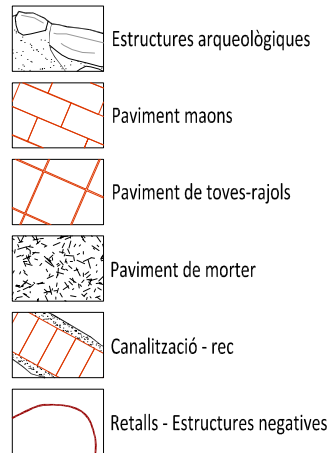 Estructures arqueològiques
Paviment maons
Paviment de toves-rajols
Paviment de morter
Canalització - rec
Retalls - Estructures negatives